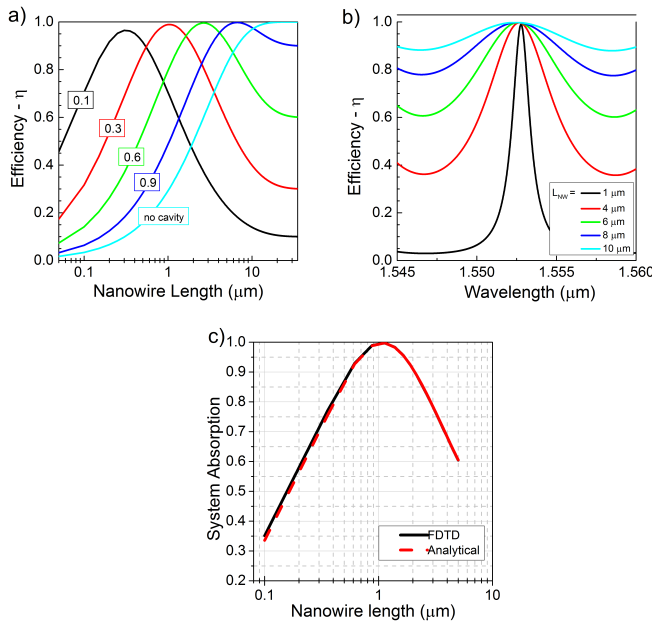 a)
Efficiency - η
1.0
0.8
0.6
0.4
0.2
0.0
0.1
0.3
0.6
0.9
no cavity
0.1
1
10
Nanowire Length (μm)
b)
Efficiency - η
1.0
0.8
0.6
0.4
0.2
0.0
L_NW = 1 μm
4 μm
6 μm
8 μm
10 μm
1.545
1.550
1.555
1.560
Wavelength (μm)
c)
System Absorption
1.0
0.9
0.8
0.7
0.6
0.5
0.4
0.3
0.2
FDTD
Analytical
0.1
1
10
Nanowire length (μm)